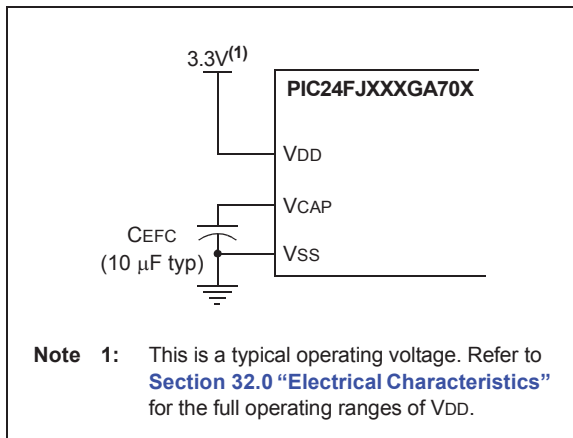 3.3V(1)
PIC24FJXXXGA70X
VDD
VCAP
CEFC
(10 μF typ)
VSS
Note 1: This is a typical operating voltage. Refer to
Section 32.0 “Electrical Characteristics”
for the full operating ranges of VDD.